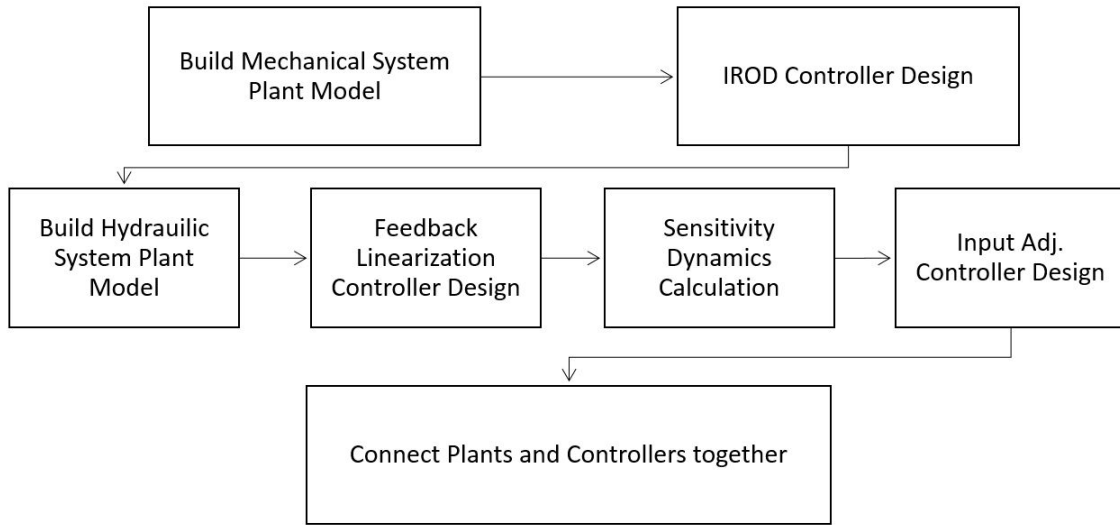 Build Mechanical System
Plant Model
IROD Controller Design
Build Hydrauilic
System Plant
Model
Feedback
Linearization
Controller Design
Sensitivity
Dynamics
Calculation
Input Adj.
Controller Design
Connect Plants and Controllers together